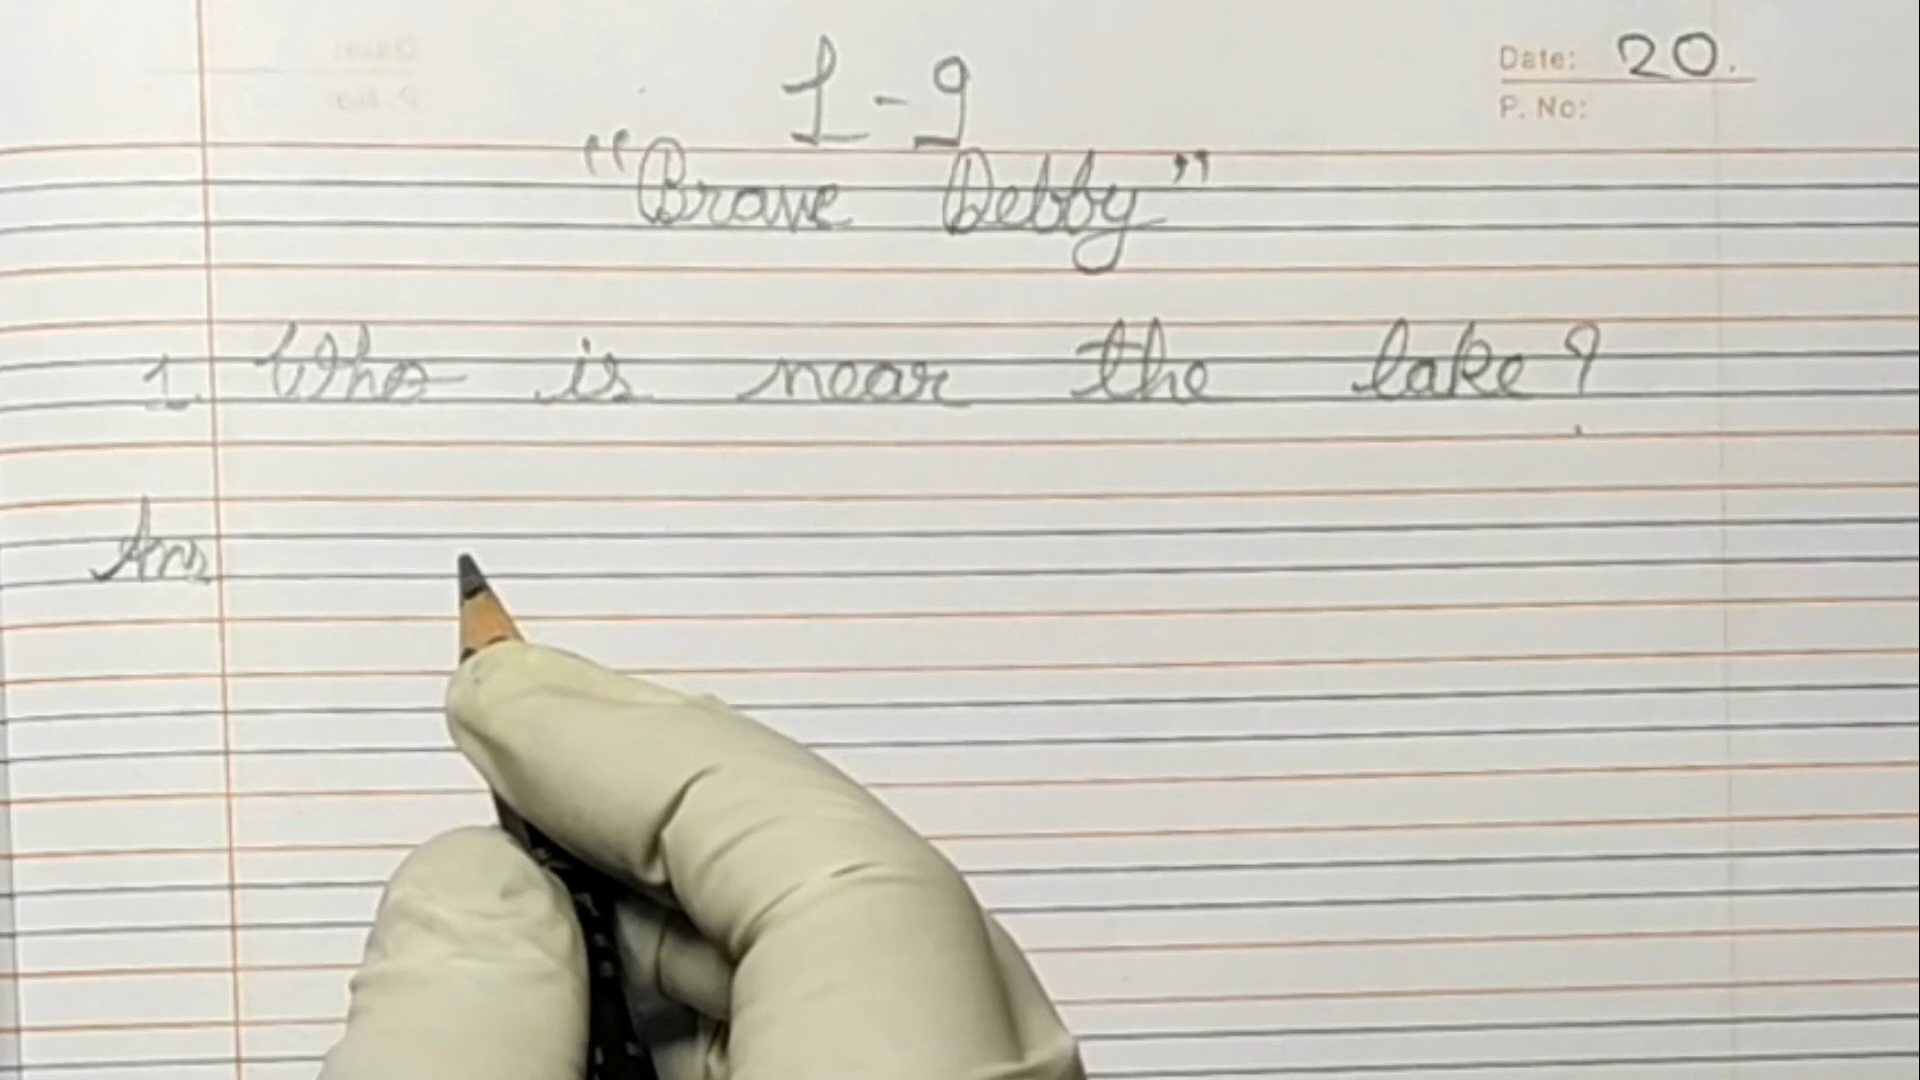 L-9
Date: 20.
P. No:
"Brave Debby"
1. Who is near the lake?
Ans